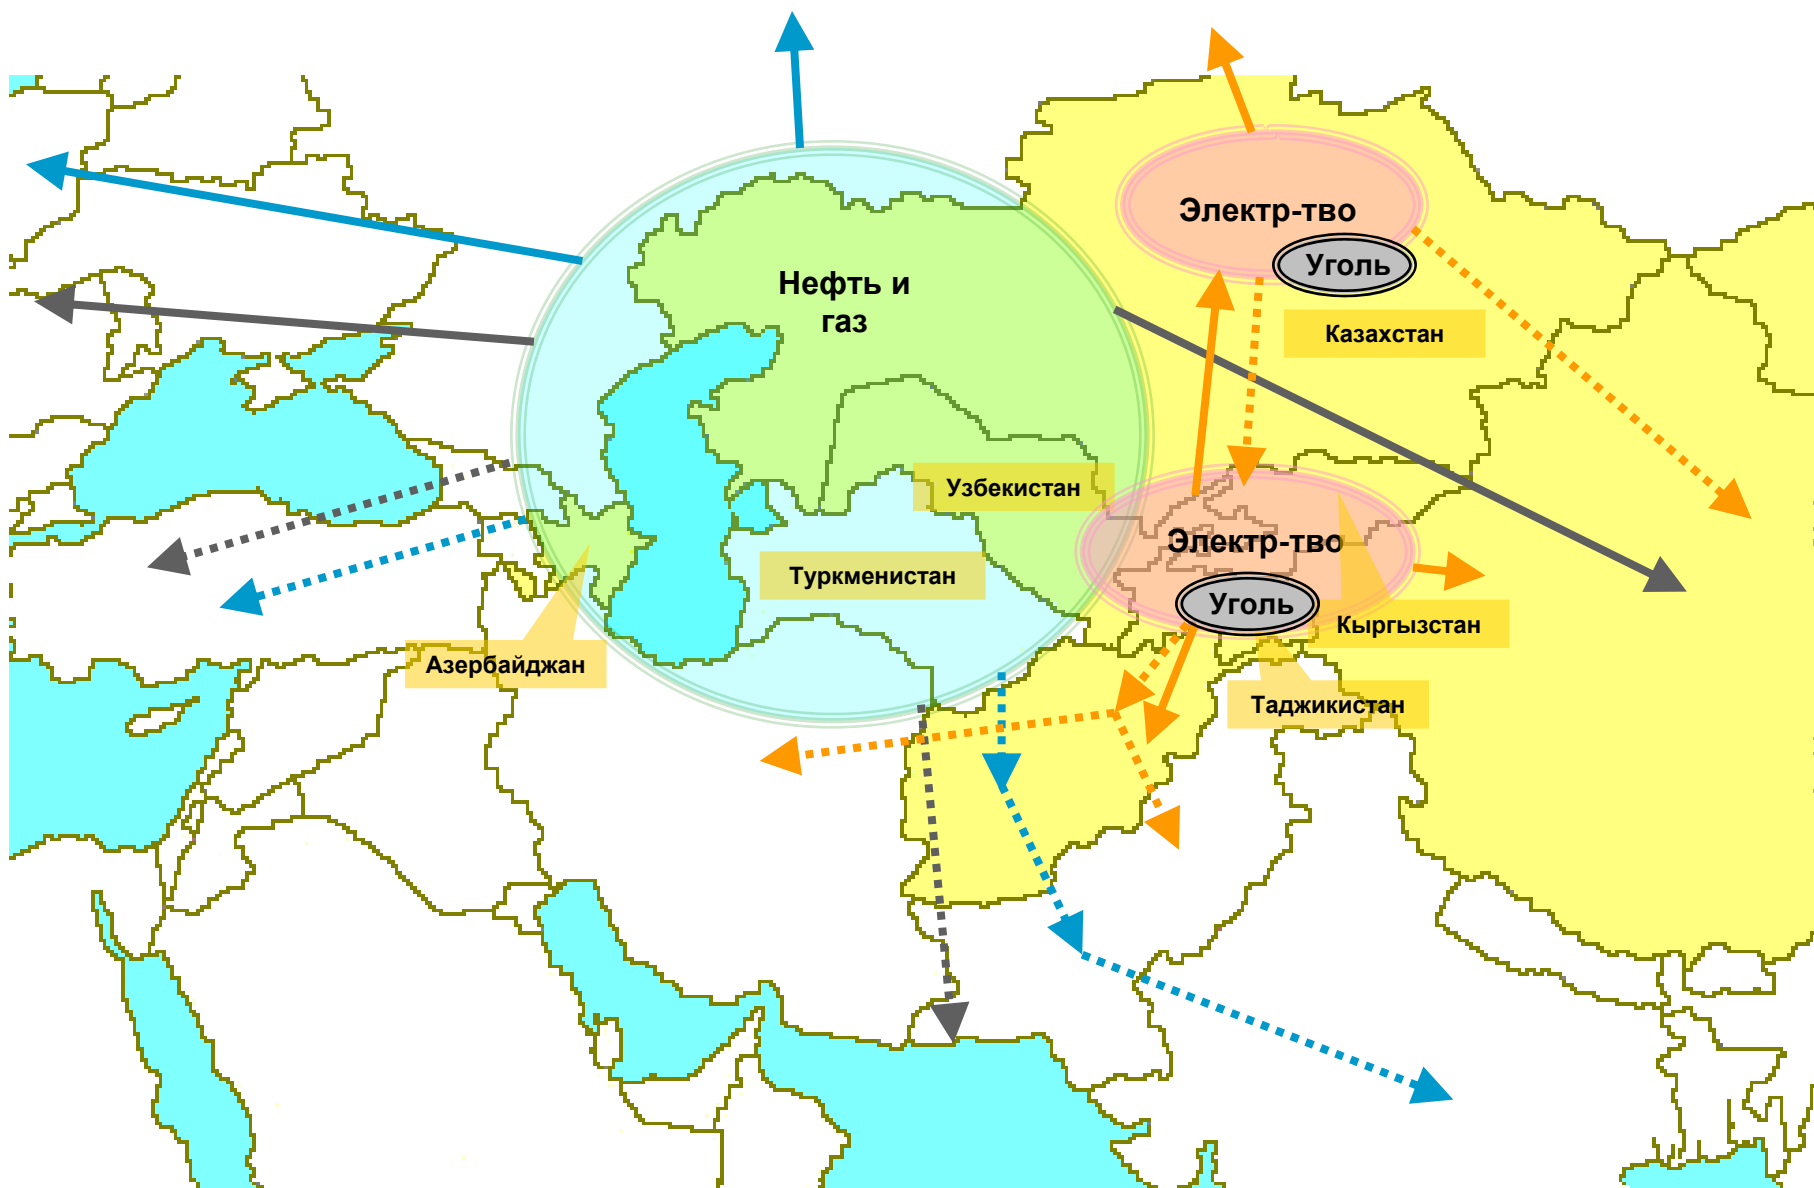 Электр-тво
Уголь
Нефть и
газ
Казахстан
Узбекистан
Электр-тво
Туркменистан
Уголь
Кыргызстан
Азербайджан
Таджикистан